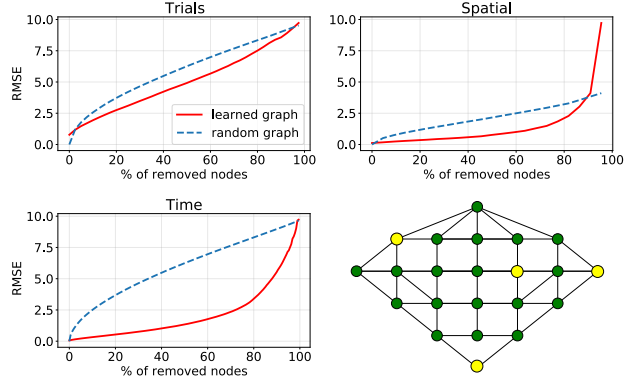 Trials
Spatial
RMSE
10.0
7.5
5.0
2.5
0.0
learned graph
random graph
0 20 40 60 80 100
% of removed nodes
RMSE
10.0
7.5
5.0
2.5
0.0
0 20 40 60 80 100
% of removed nodes
Time
RMSE
10.0
7.5
5.0
2.5
0.0
0 20 40 60 80 100
% of removed nodes